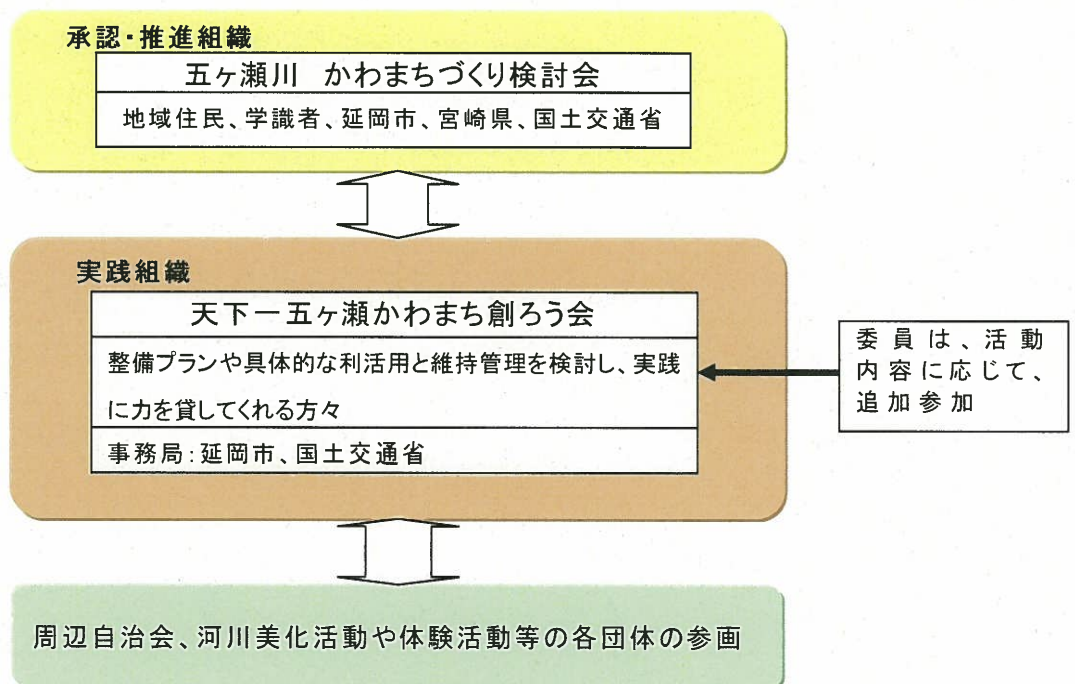 承認・推進組織
五ヶ瀬川 かわまちづくり検討会
地域住民、学識者、延岡市、宮崎県、国土交通省
実践組織
天下一五ヶ瀬かわまち創ろう会
整備プランや具体的な利活用と維持管理を検討し、実践
に力を貸してくれる方々
事務局:延岡市、国土交通省
委員は、活動
内容に応じて、
追加参加
周辺自治会、河川美化活動や体験活動等の各団体の参画